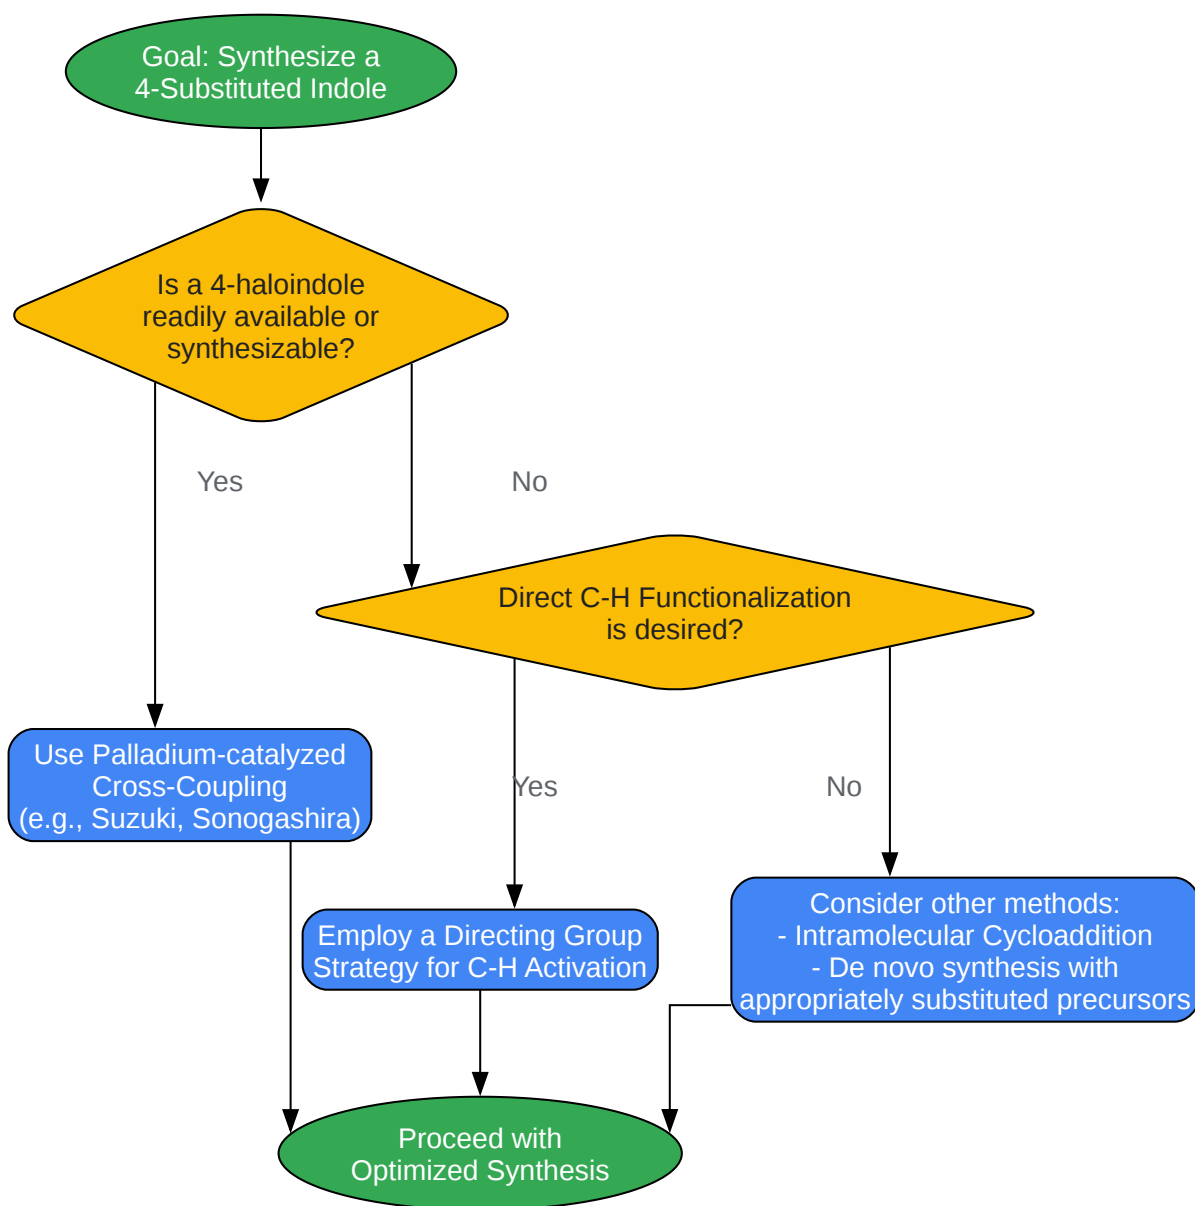 Goal: Synthesize a
4-Substituted Indole
Is a 4-haloindole
readily available or
synthesizable?
Yes
No
Direct C-H Functionalization
is desired?
Use Palladium-catalyzed
Cross-Coupling
(e.g., Suzuki, Sonogashira)
Yes
No
Employ a Directing Group
Strategy for C-H Activation
Consider other methods:
- Intramolecular Cycloaddition
- De novo synthesis with
appropriately substituted precursors
Proceed with
Optimized Synthesis